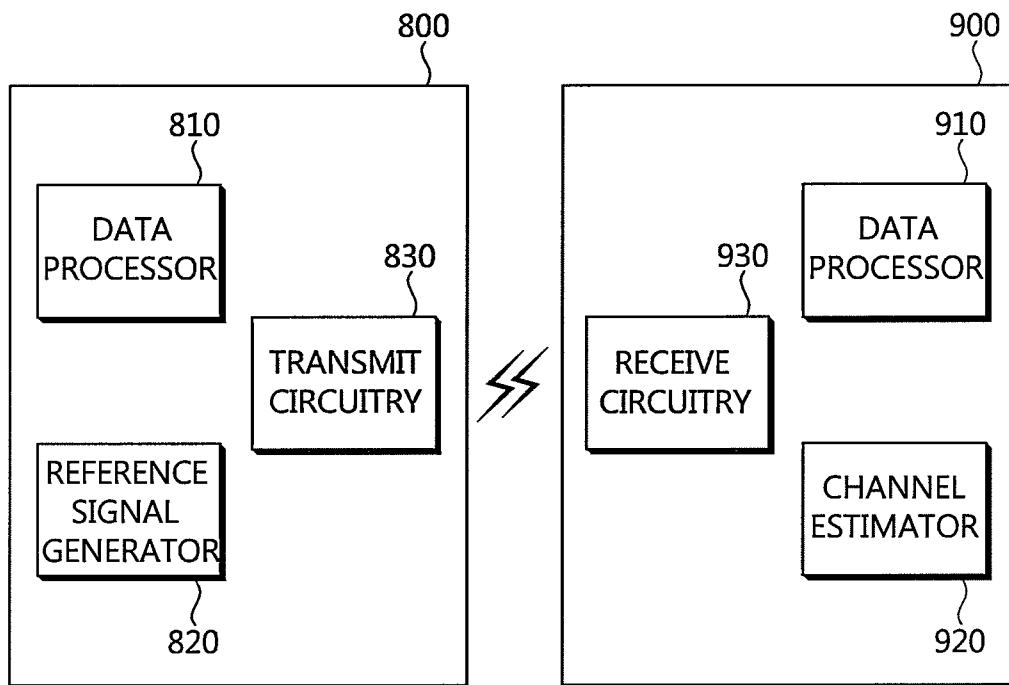 800
900
810
910
DATA
PROCESSOR
830
930
DATA
PROCESSOR
TRANSMIT
CIRCUITRY
RECEIVE
CIRCUITRY
REFERENCE
SIGNAL
GENERATOR
CHANNEL
ESTIMATOR
820
920